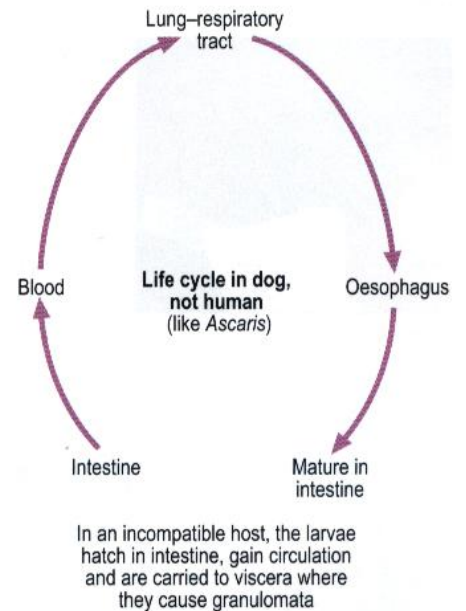 Lung–respiratory
tract
Blood
Life cycle in dog,
not human
(like Ascaris)
Oesophagus
Intestine
Mature in
intestine
In an incompatible host, the larvae
hatch in intestine, gain circulation
and are carried to viscera where
they cause granulomata